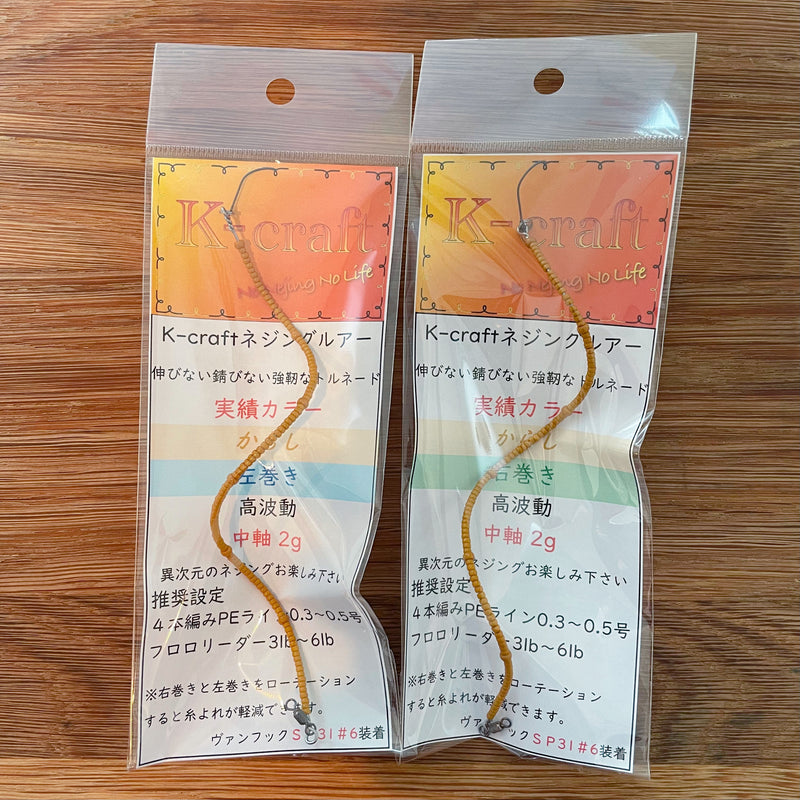 K-craft
No Nejing No Life
K-craftネジングルアー
伸びない錆びない強靭なトルネード
実績カラー
からし
左巻き
高波動
中軸 2g
異次元のネジングお楽しみ下さい
推奨設定
４本編みPEライン0.3〜0.5号
フロロリーダー3lb〜6lb
※右巻きと左巻きをローテーション
すると糸よれが軽減できます。
ヴァンフックＳＰ31＃6装着
K-craft
No Nejing No Life
K-craftネジングルアー
伸びない錆びない強靭なトルネード
実績カラー
からし
右巻き
高波動
中軸 2g
異次元のネジングお楽しみ下さい
推奨設定
４本編みPEライン0.3〜0.5号
フロロリーダー3lb〜6lb
※右巻きと左巻きをローテーション
すると糸よれが軽減できます。
ヴァンフックＳＰ31＃6装着